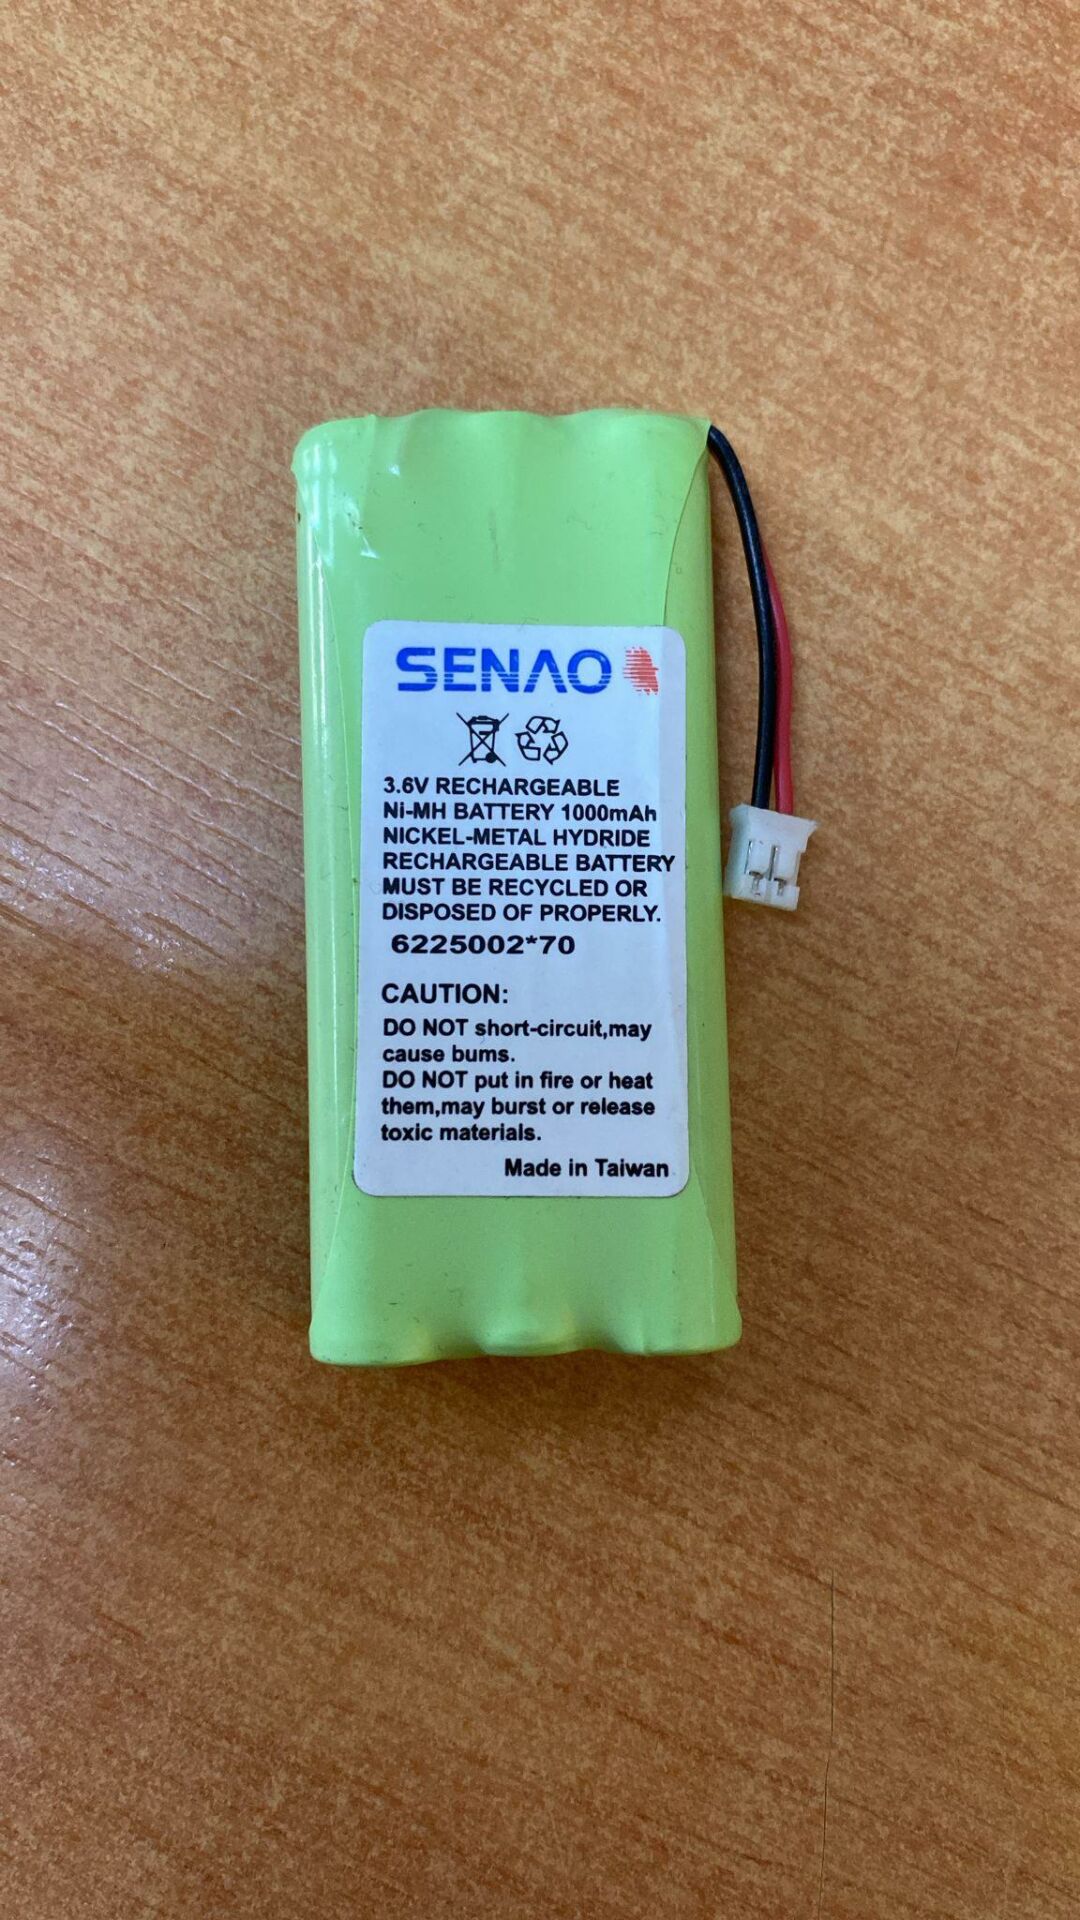 SENAO
3.6V RECHARGEABLE
Ni-MH BATTERY 1000mAh
NICKEL-METAL HYDRIDE
RECHARGEABLE BATTERY
MUST BE RECYCLED OR
DISPOSED OF PROPERLY.
6225002*70
CAUTION:
DO NOT short-circuit,may
cause bums.
DO NOT put in fire or heat
them,may burst or release
toxic materials.
Made in Taiwan